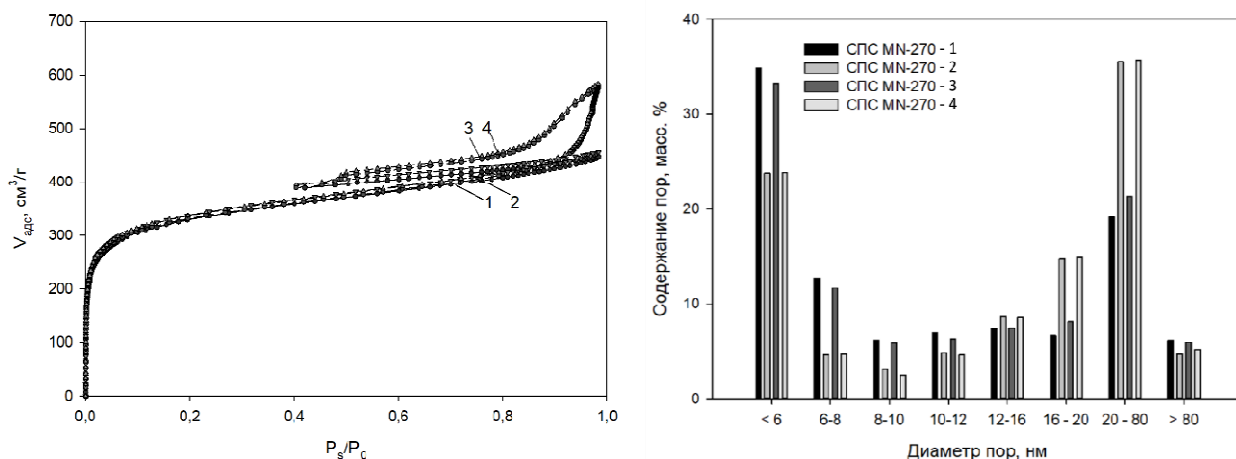 700
600
500
400
300
200
100
0
V адс, см³/г
3 4
1 2
0,0 0,2 0,4 0,6 0,8 1,0
Ps/P0
40
30
20
10
0
Содержание пор, масс. %
СПС MN-270 - 1
СПС MN-270 - 2
СПС MN-270 - 3
СПС MN-270 - 4
< 6 6-8 8-10 10-12 12-16 16 - 20 20 - 80 > 80
Диаметр пор, нм